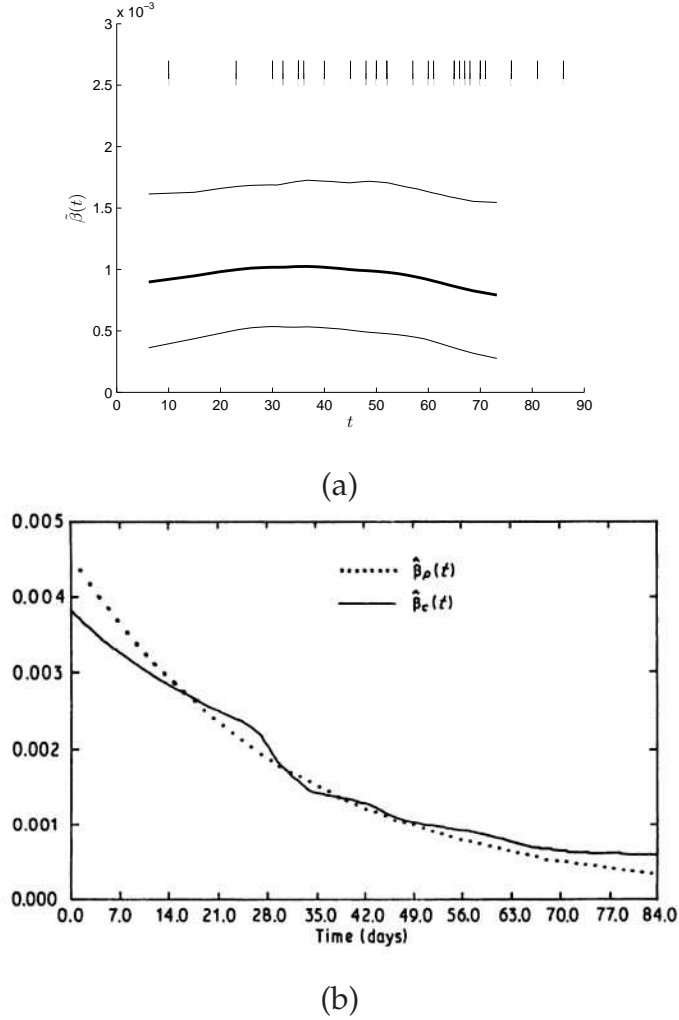 x 10⁻³
3
2.5
2
1.5
1
0.5
0
β̃(t)
0 10 20 30 40 50 60 70 80 90
t
(a)
0.005
0.004
0.003
0.002
0.001
0.000
β̂ₚ(t)
β̂c(t)
0.0 7.0 14.0 21.0 28.0 35.0 42.0 49.0 56.0 63.0 70.0 77.0 84.0
Time (days)
(b)